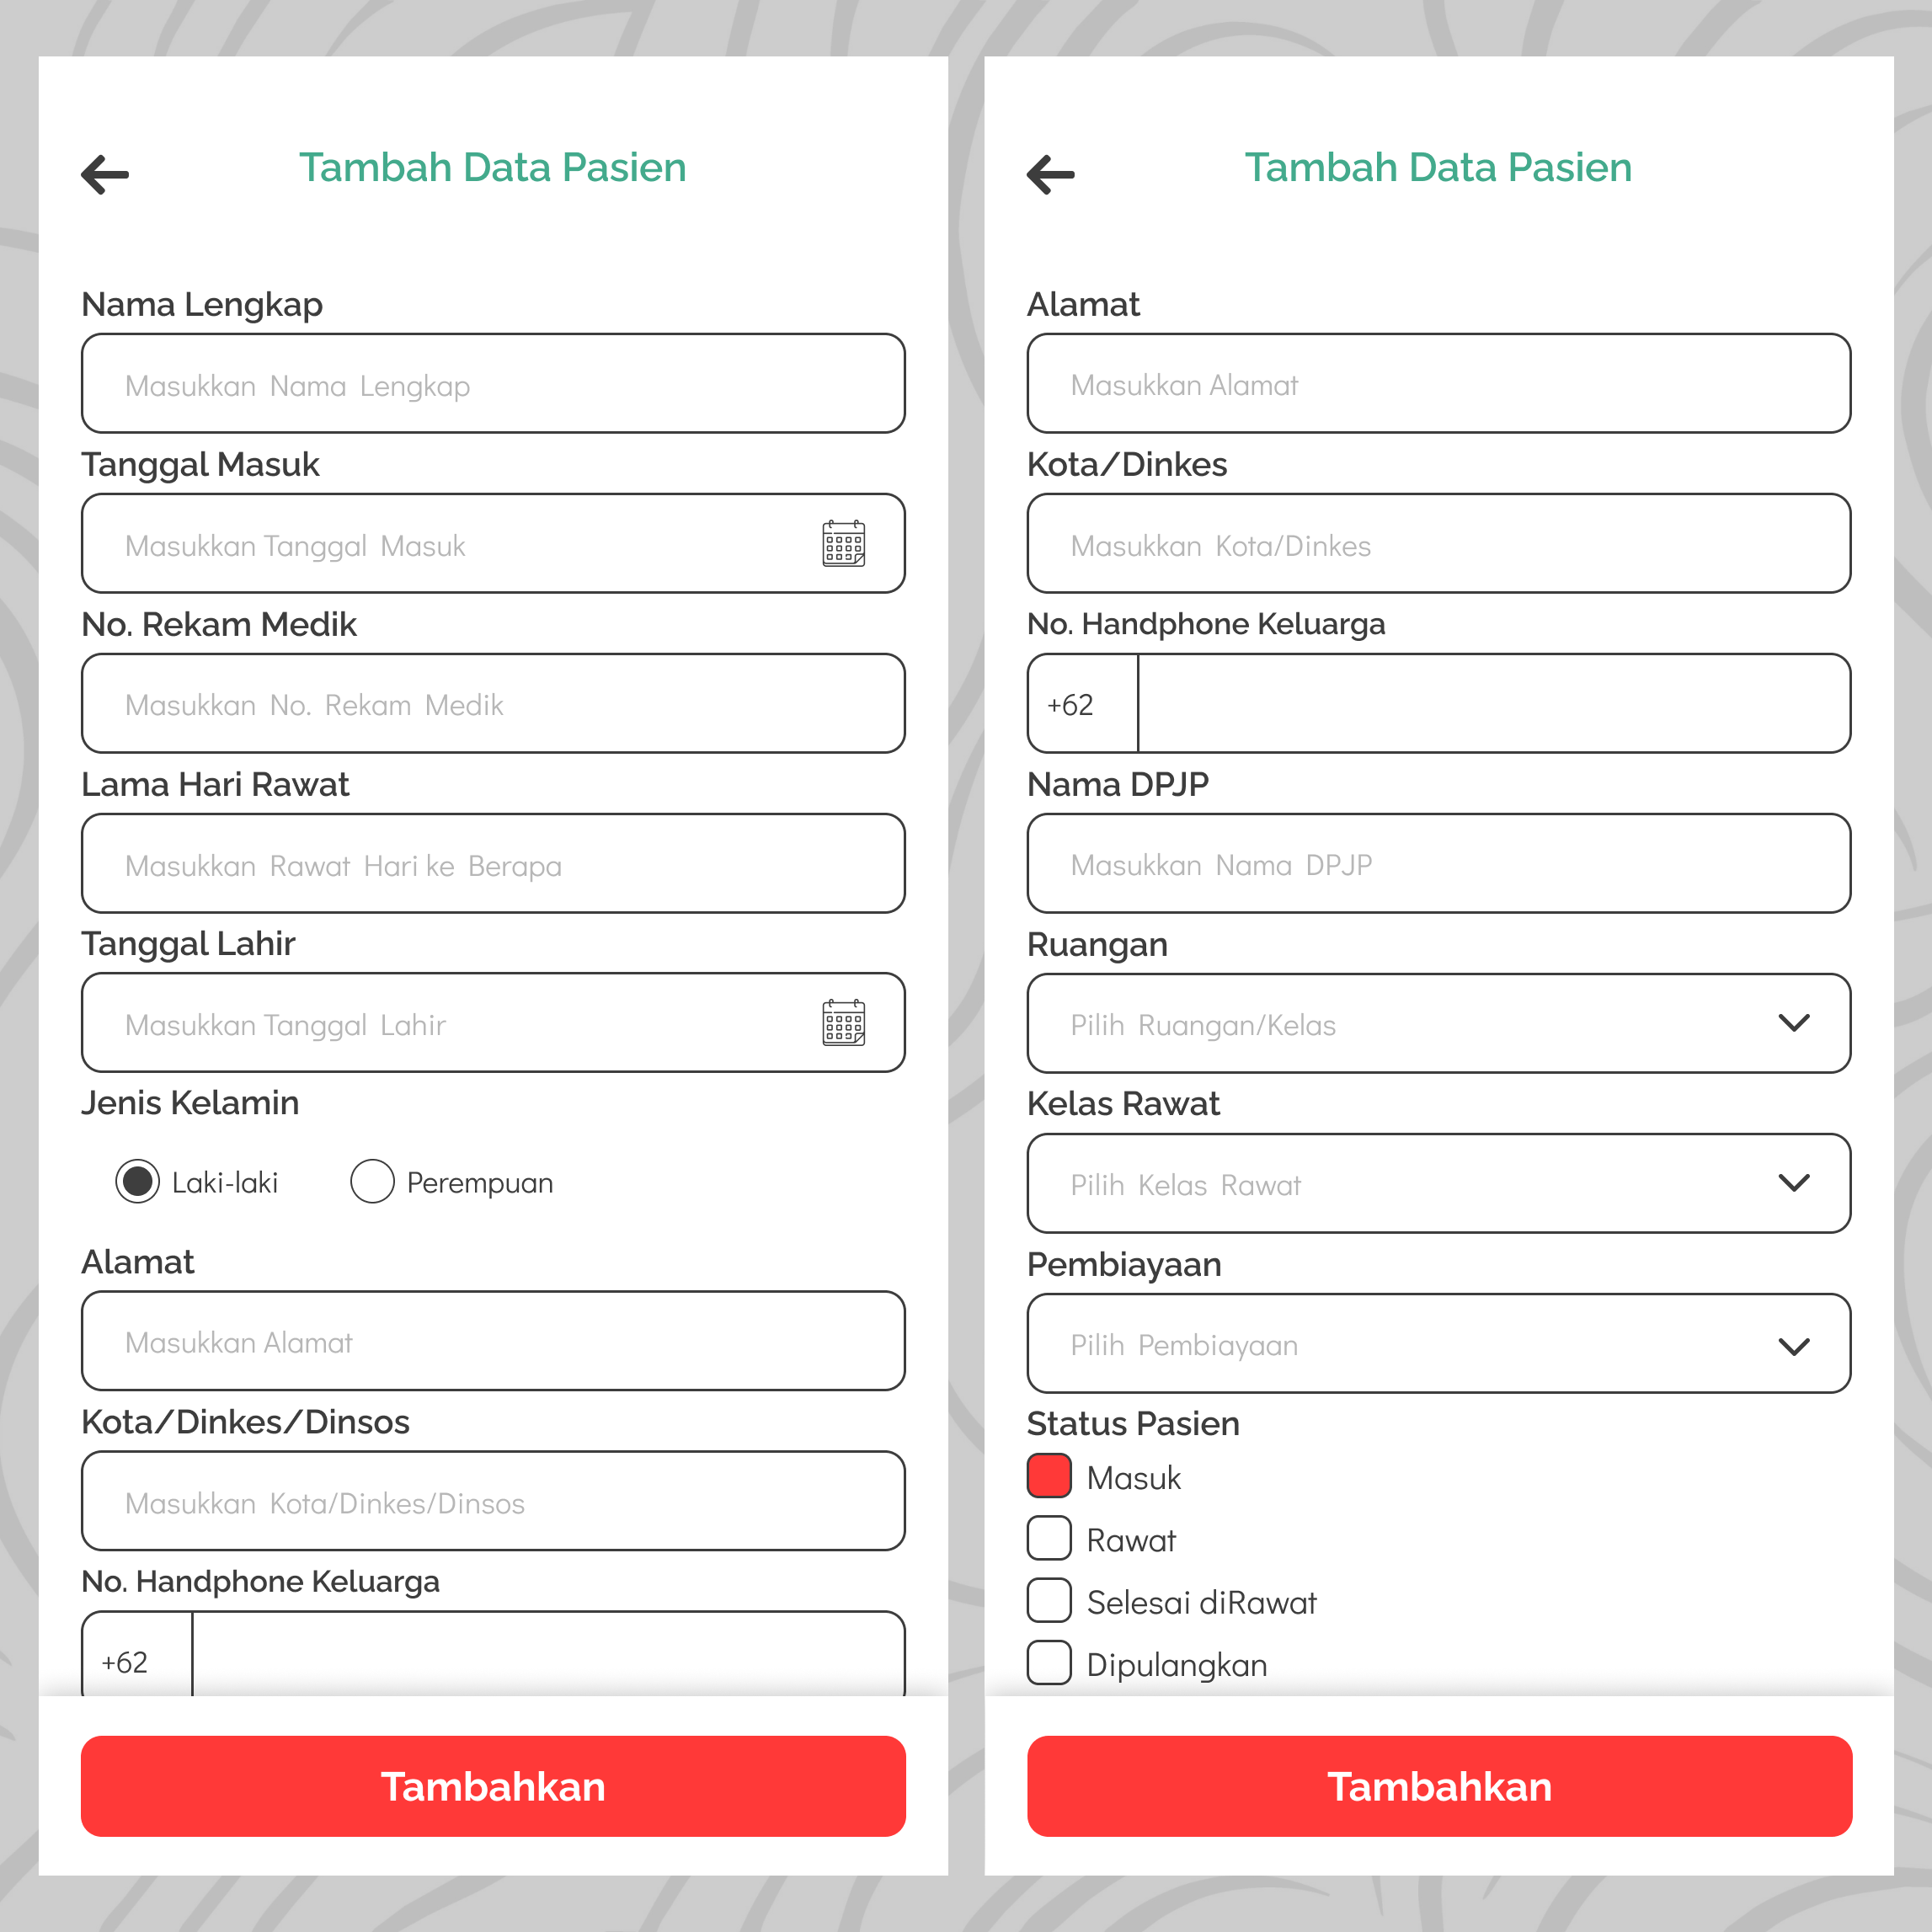 Tambah Data Pasien
Nama Lengkap
Masukkan Nama Lengkap
Tanggal Masuk
Masukkan Tanggal Masuk
No. Rekam Medik
Masukkan No. Rekam Medik
Lama Hari Rawat
Masukkan Rawat Hari ke Berapa
Tanggal Lahir
Masukkan Tanggal Lahir
Jenis Kelamin
Laki-laki Perempuan
Alamat
Masukkan Alamat
Kota/Dinkes/Dinsos
Masukkan Kota/Dinkes/Dinsos
No. Handphone Keluarga
+62
Tambahkan
Tambah Data Pasien
Alamat
Masukkan Alamat
Kota/Dinkes
Masukkan Kota/Dinkes
No. Handphone Keluarga
+62
Nama DPJP
Masukkan Nama DPJP
Ruangan
Pilih Ruangan/Kelas
Kelas Rawat
Pilih Kelas Rawat
Pembiayaan
Pilih Pembiayaan
Status Pasien
Masuk
Rawat
Selesai diRawat
Dipulangkan
Tambahkan